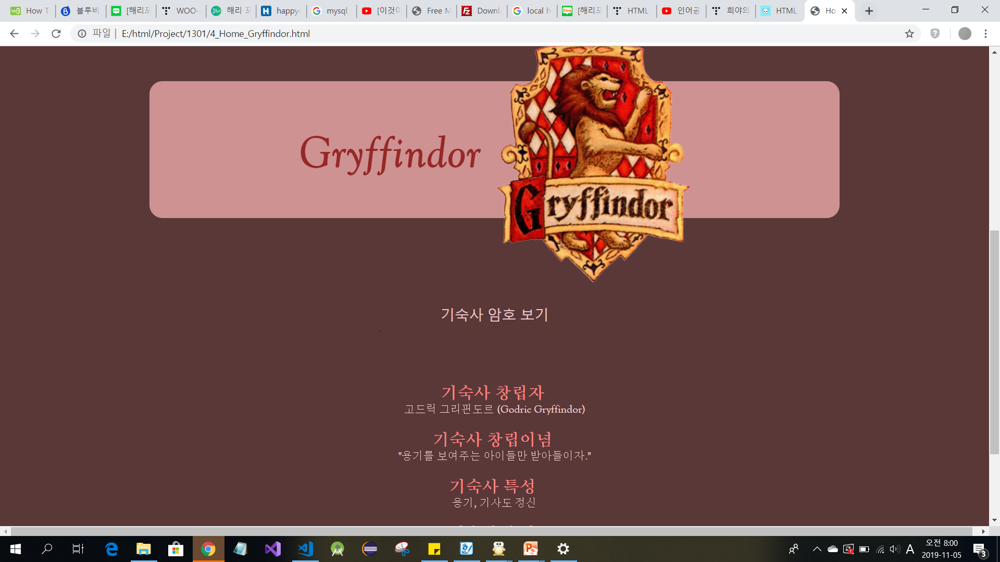 How T
블루비
[해리포
WOO-
해리 포
happy
mysql
[이것이
Free M
Downl
local h
[해리포
HTML
인어공
희야의
HTML
Ho
파일 | E:/html/Project/1301/4_Home_Gryffindor.html
Gryffindor
Gryffindor
기숙사 암호 보기
기숙사 창립자
고드릭 그리핀도르 (Godric Gryffindor)
기숙사 창립이념
"용기를 보여주는 아이들만 받아들이자."
기숙사 특성
용기, 기사도 정신
A
오전 8:00
2019-11-05
3